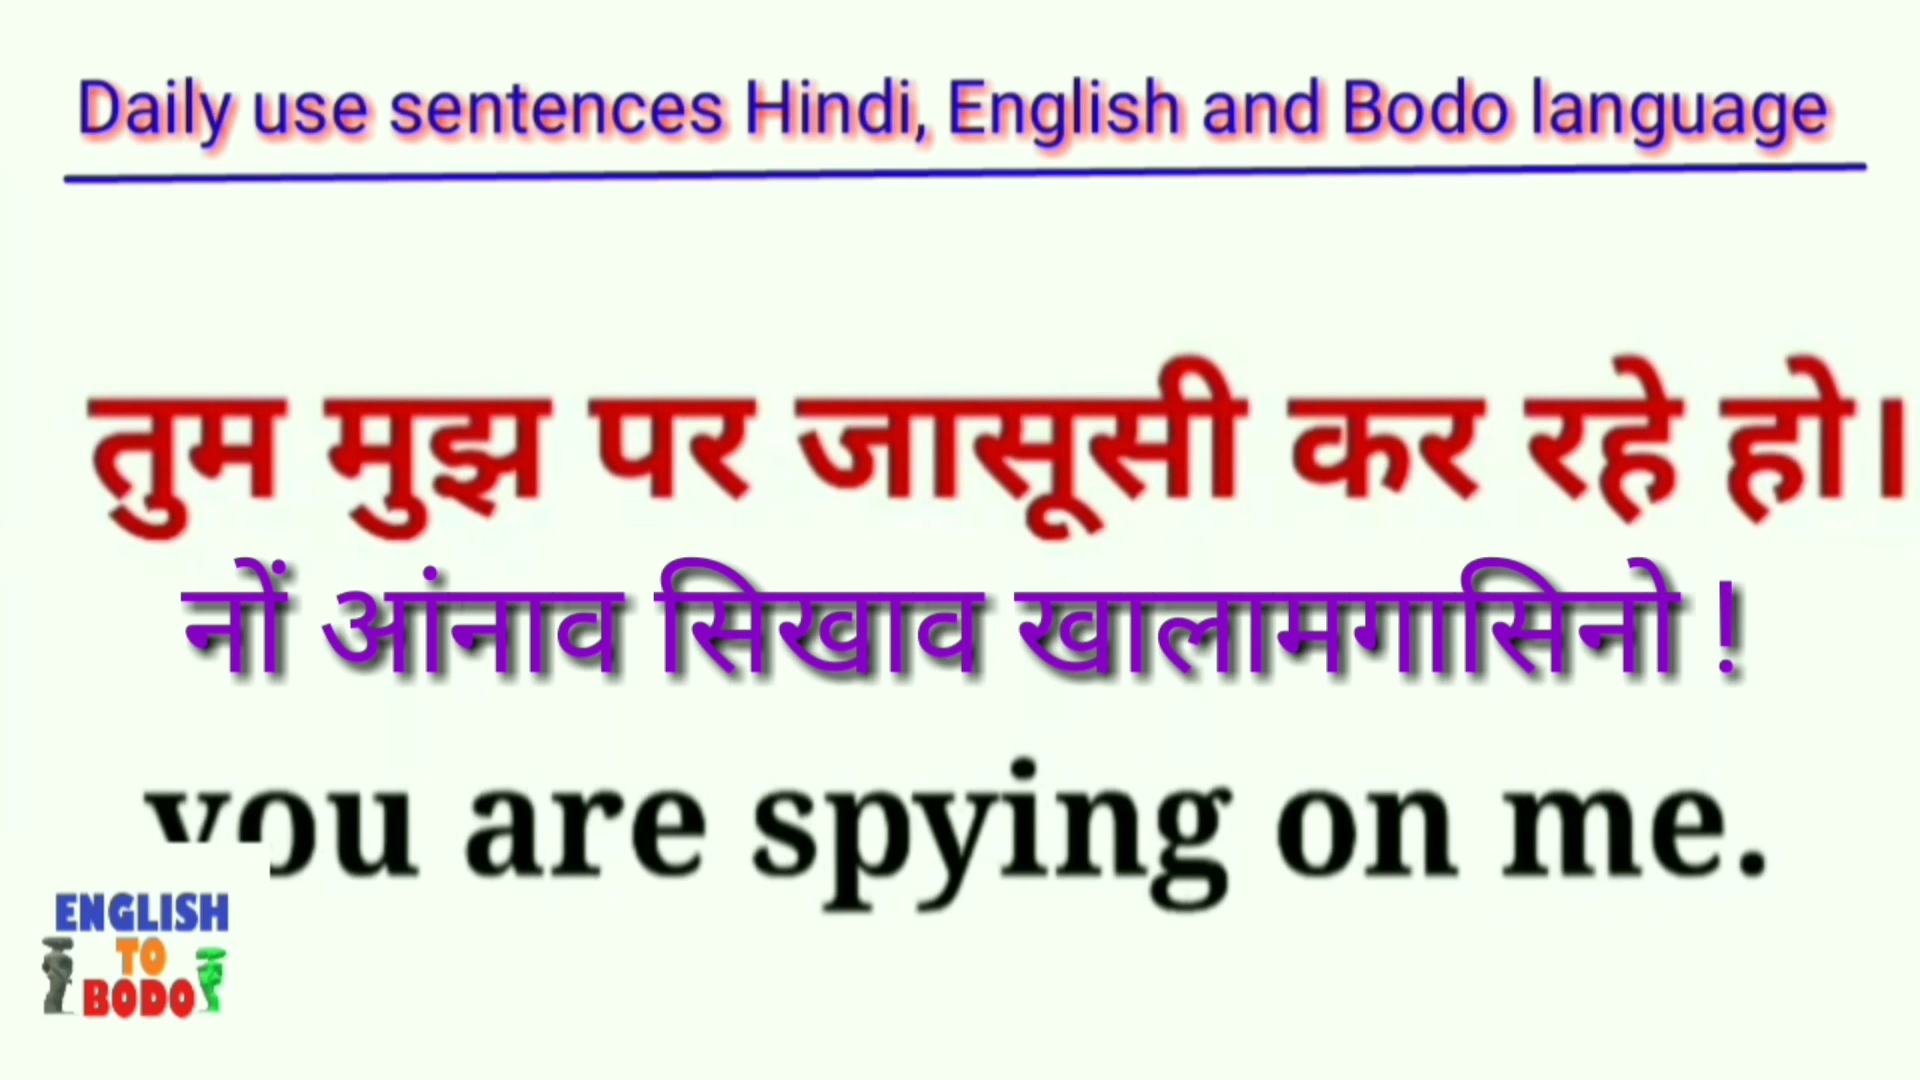 Daily use sentences Hindi, English and Bodo language
तुम मुझ पर जासूसी कर रहे हो।
नों आंनाव सिखाव खालामगासिनो !
you are spying on me.
ENGLISH
TO
BODO